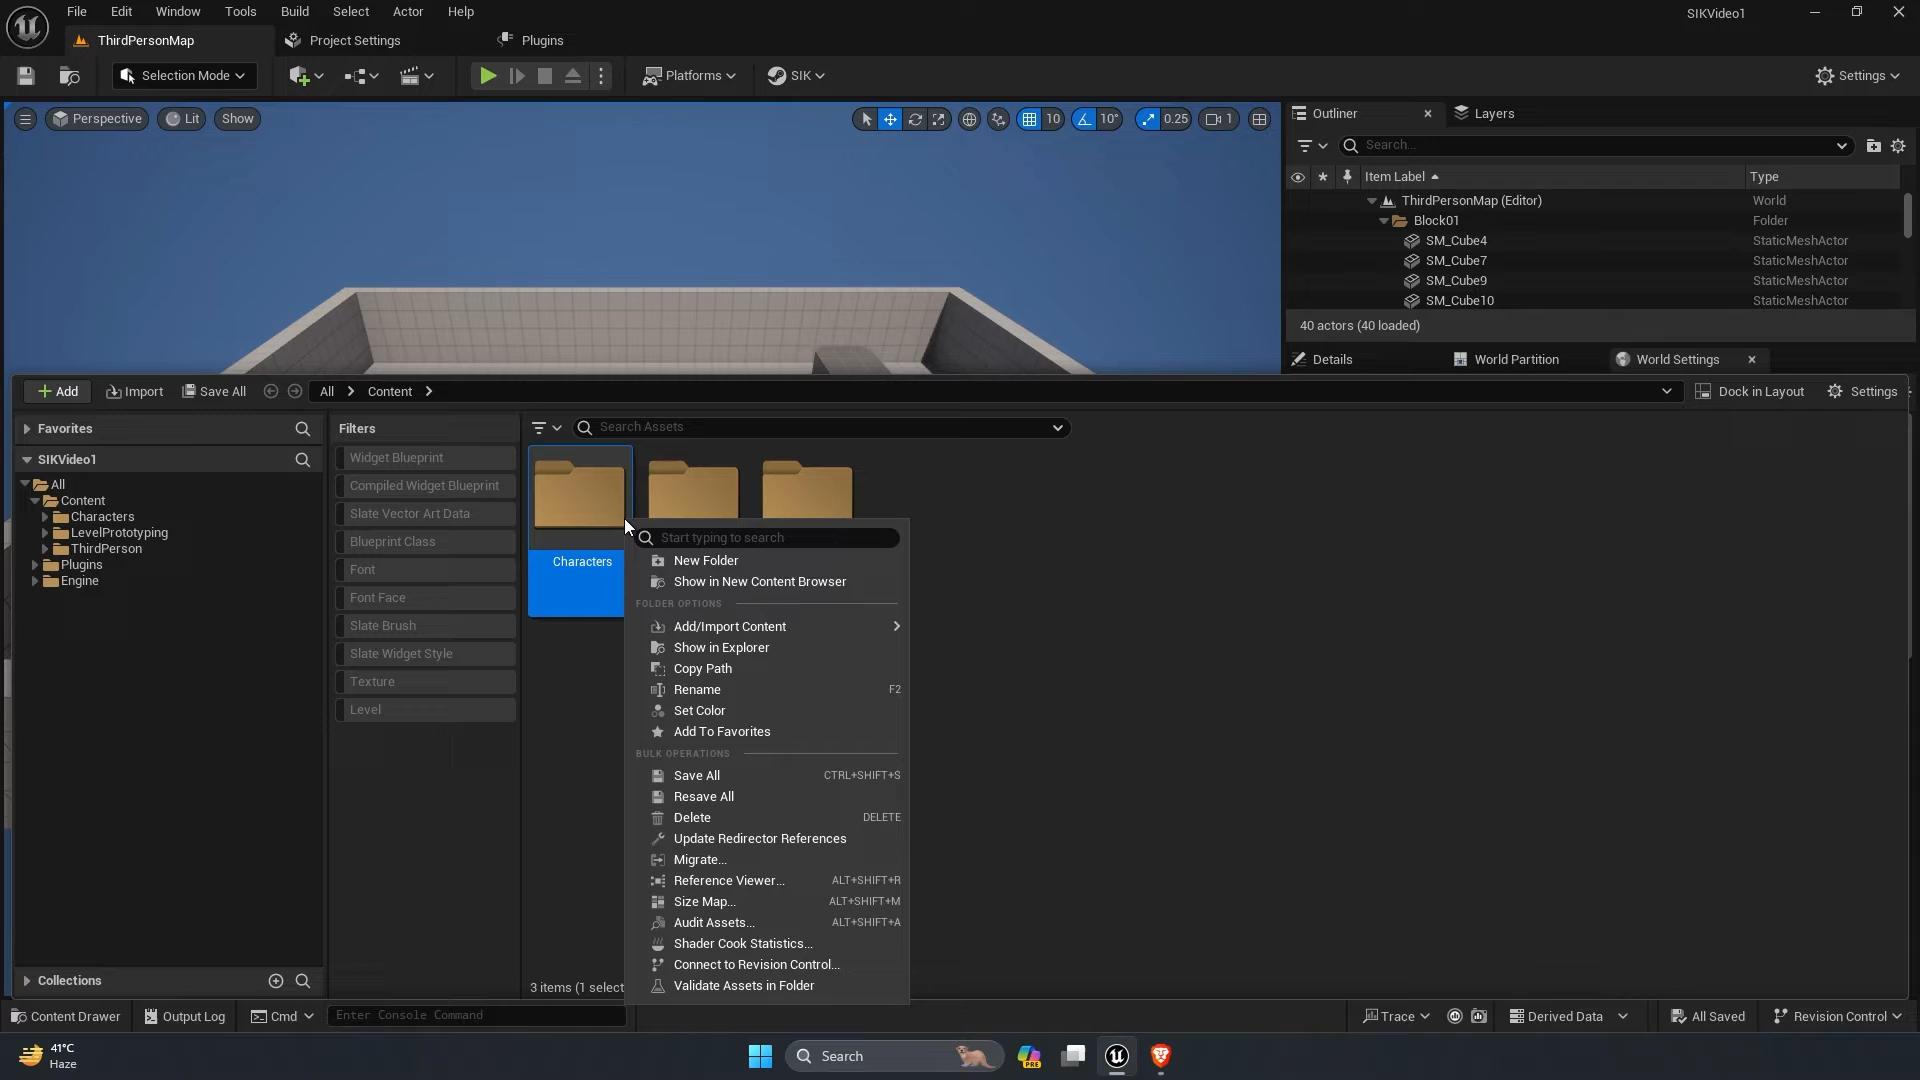 File Edit Window Tools Build Select Actor Help
SIKVideo1
ThirdPersonMap
Project Settings
Plugins
Selection Mode
Platforms
SIK
Settings
Perspective
Lit
Show
10
10°
0.25
1
Outliner
Layers
Search...
Item Label
Type
ThirdPersonMap (Editor)
World
Block01
Folder
SM_Cube4
StaticMeshActor
SM_Cube7
StaticMeshActor
SM_Cube9
StaticMeshActor
SM_Cube10
StaticMeshActor
40 actors (40 loaded)
Details
World Partition
World Settings
Add
Import
Save All
All
Content
Dock in Layout
Settings
Favorites
SIKVideo1
All
Content
Characters
LevelPrototyping
ThirdPerson
Plugins
Engine
Collections
Filters
Widget Blueprint
Compiled Widget Blueprint
Slate Vector Art Data
Blueprint Class
Font
Font Face
Slate Brush
Slate Widget Style
Texture
Level
Search Assets
Characters
3 items (1 select
Start typing to search
New Folder
Show in New Content Browser
FOLDER OPTIONS
Add/Import Content
Show in Explorer
Copy Path
Rename F2
Set Color
Add To Favorites
BULK OPERATIONS
Save All CTRL+SHIFT+S
Resave All
Delete DELETE
Update Redirector References
Migrate...
Reference Viewer... ALT+SHIFT+R
Size Map... ALT+SHIFT+M
Audit Assets... ALT+SHIFT+A
Shader Cook Statistics...
Connect to Revision Control...
Validate Assets in Folder
Content Drawer
Output Log
Cmd
Enter Console Command
Trace
Derived Data
All Saved
Revision Control
41°C
Haze
Search
PRE